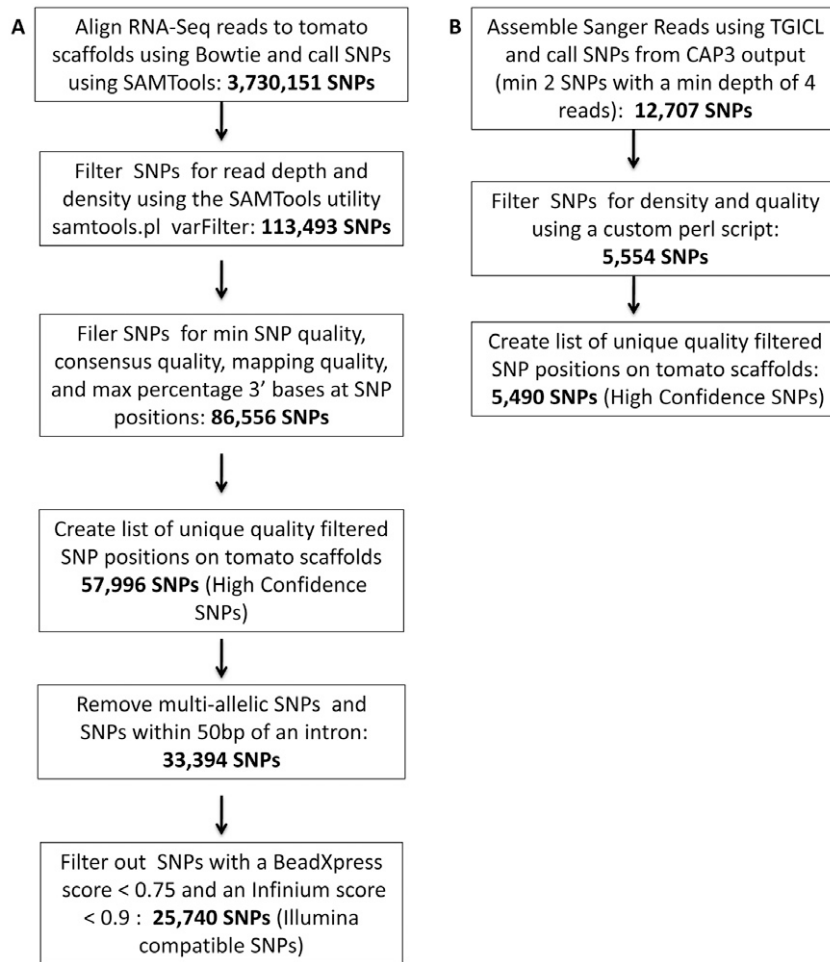 A
Align RNA-Seq reads to tomato
scaffolds using Bowtie and call SNPs
using SAMTools: 3,730,151 SNPs
Filter SNPs for read depth and
density using the SAMTools utility
samtools.pl varFilter: 113,493 SNPs
Filer SNPs for min SNP quality,
consensus quality, mapping quality,
and max percentage 3’ bases at SNP
positions: 86,556 SNPs
Create list of unique quality filtered
SNP positions on tomato scaffolds
57,996 SNPs (High Confidence
SNPs)
Remove multi-allelic SNPs and
SNPs within 50bp of an intron:
33,394 SNPs
Filter out SNPs with a BeadXpress
score < 0.75 and an Infinium score
< 0.9 : 25,740 SNPs (Illumina
compatible SNPs)
B
Assemble Sanger Reads using TGICL
and call SNPs from CAP3 output
(min 2 SNPs with a min depth of 4
reads): 12,707 SNPs
Filter SNPs for density and quality
using a custom perl script:
5,554 SNPs
Create list of unique quality filtered
SNP positions on tomato scaffolds:
5,490 SNPs (High Confidence SNPs)